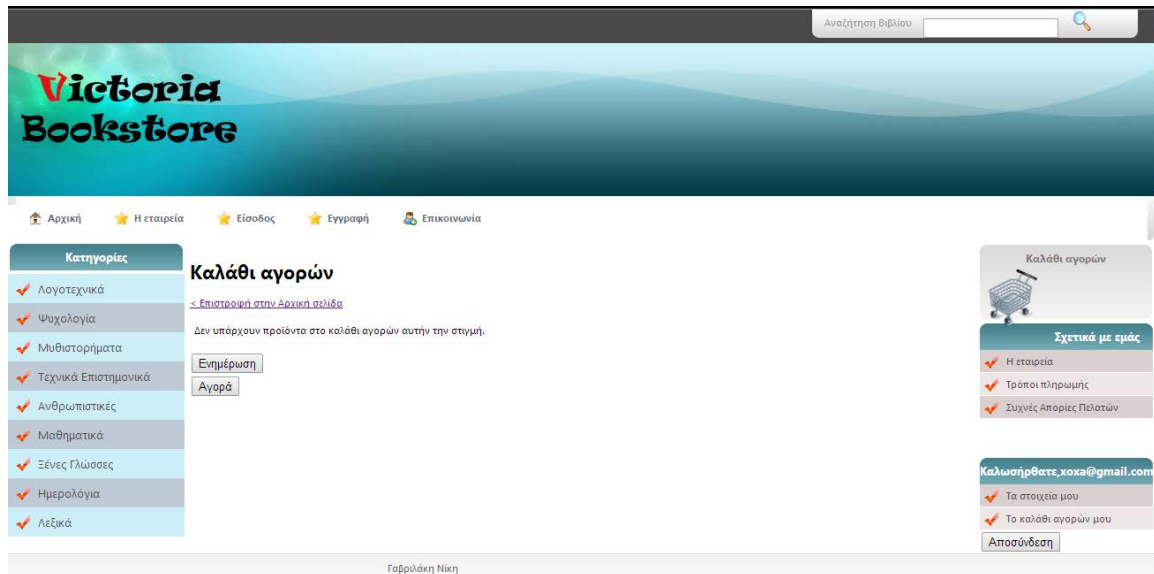 Αναζήτηση Βιβλίου
Victoria
Bookstore
Αρχική Η εταιρεία Είσοδος Εγγραφή Επικοινωνία
Κατηγορίες
Λογοτεχνικά
Ψυχολογία
Μυθιστορήματα
Τεχνικά Επιστημονικά
Ανθρωπιστικές
Μαθηματικά
Ξένες Γλώσσες
Ημερολόγια
Λεξικά
Καλάθι αγορών
< Επιστροφή στην Αρχική σελίδα
Δεν υπάρχουν προϊόντα στο καλάθι αγορών αυτήν την στιγμή.
Ενημέρωση
Αγορά
Καλάθι αγορών
Σχετικά με εμάς
Η εταιρεία
Τρόποι πληρωμής
Συχνές Απορίες Πελατών
Καλωσήρθατε,xoxa@gmail.com
Τα στοιχεία μου
Το καλάθι αγορών μου
Αποσύνδεση
Γαβριλάκη Νίκη